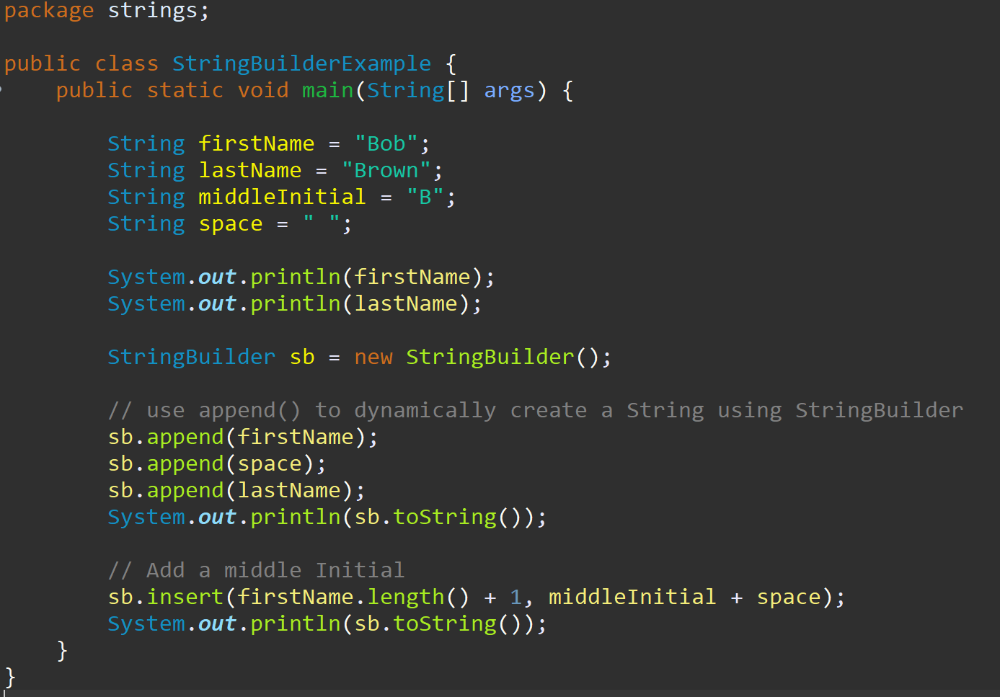 package strings;

public class StringBuilderExample {
    public static void main(String[] args) {

        String firstName = "Bob";
        String lastName = "Brown";
        String middleInitial = "B";
        String space = " ";

        System.out.println(firstName);
        System.out.println(lastName);

        StringBuilder sb = new StringBuilder();

        // use append() to dynamically create a String using StringBuilder
        sb.append(firstName);
        sb.append(space);
        sb.append(lastName);
        System.out.println(sb.toString());

        // Add a middle Initial
        sb.insert(firstName.length() + 1, middleInitial + space);
        System.out.println(sb.toString());
    }
}